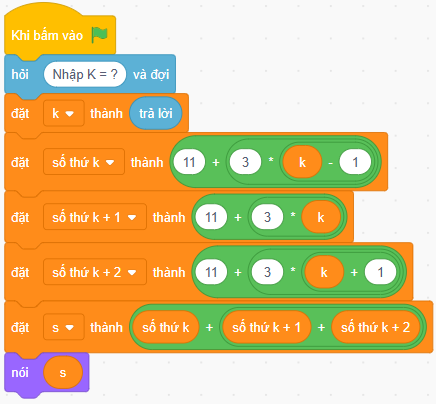 Khi bấm vào
hỏi Nhập K = ? và đợi
đặt k thành trả lời
đặt số thứ k thành 11 + 3 * k - 1
đặt số thứ k + 1 thành 11 + 3 * k
đặt số thứ k + 2 thành 11 + 3 * k + 1
đặt s thành số thứ k + số thứ k + 1 + số thứ k + 2
nói s